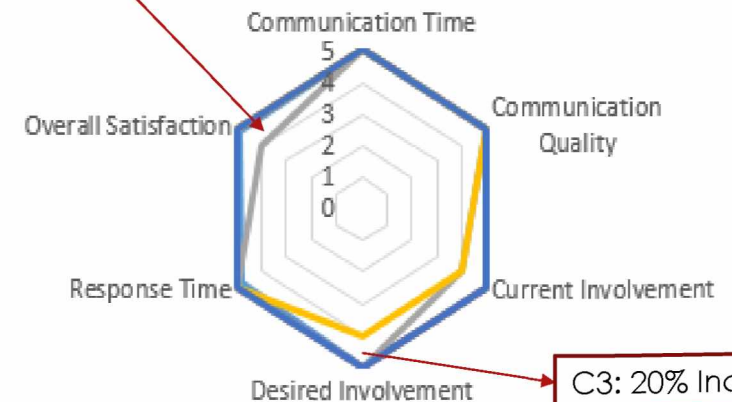 Communication Time
5
4
3
2
1
0
Communication
Quality
Overall Satisfaction
Response Time
Current Involvement
Desired Involvement
C3: 20%